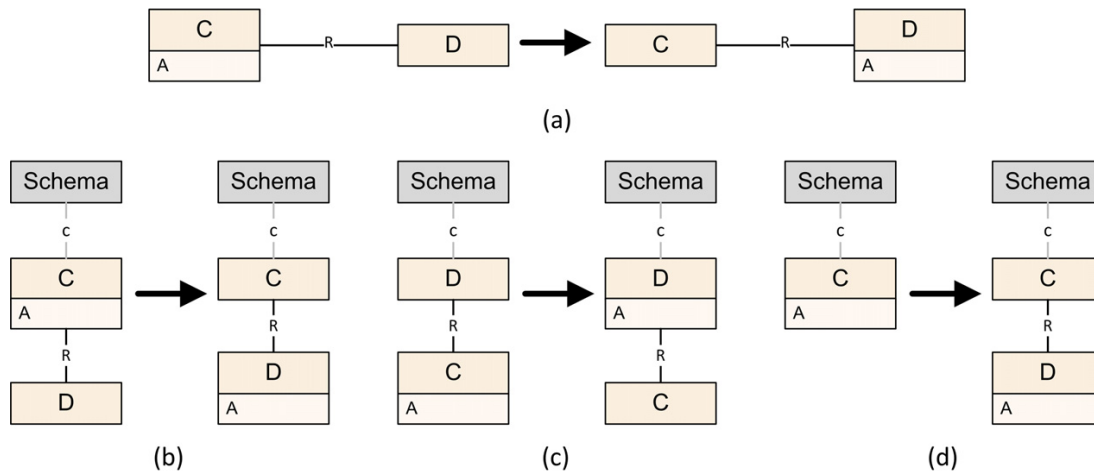 C R D C R D
A A
(a)
Schema Schema Schema Schema Schema Schema
c c c c c c
C C D D C C
A A A
R R R R R
D D C C D
A A A
(b) (c) (d)